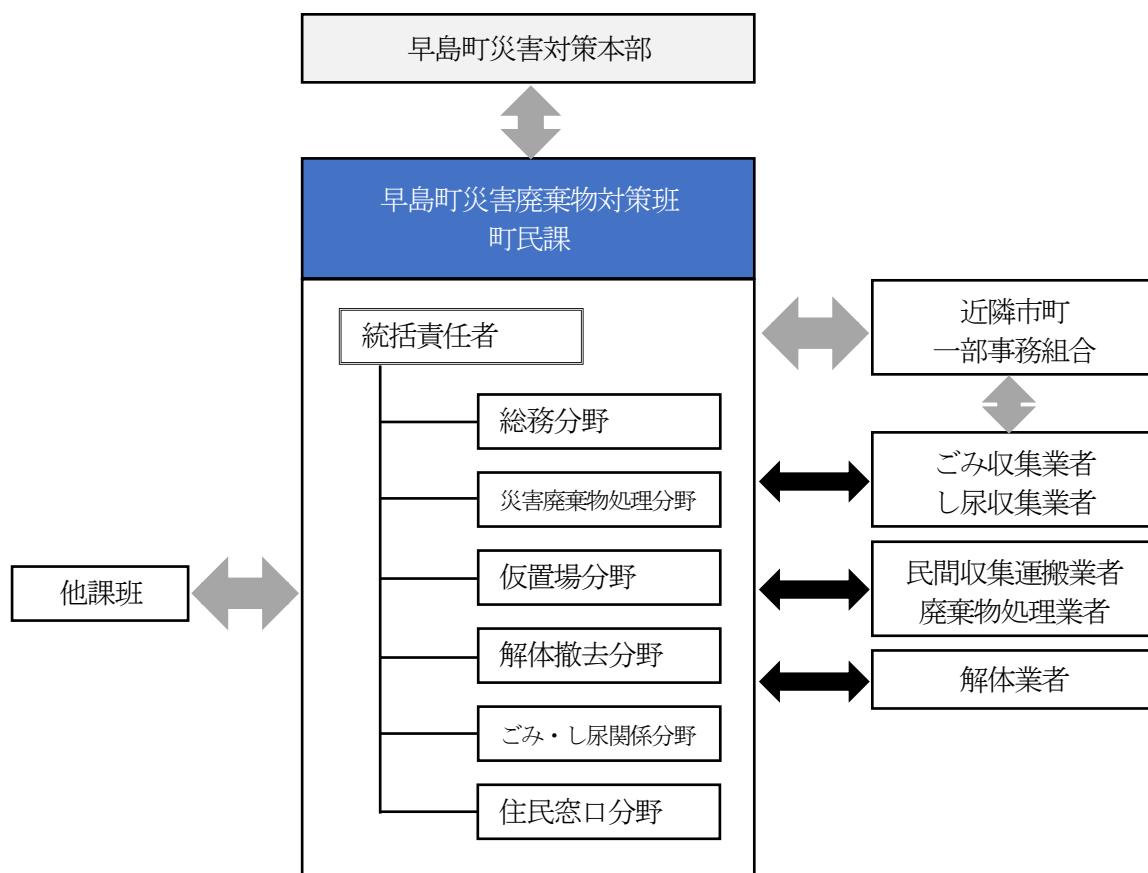 早島町災害対策本部
早島町災害廃棄物対策班
町民課
統括責任者
総務分野
災害廃棄物処理分野
仮置場分野
解体撤去分野
ごみ・し尿関係分野
住民窓口分野
他課班
近隣市町
一部事務組合
ごみ収集業者
し尿収集業者
民間収集運搬業者
廃棄物処理業者
解体業者